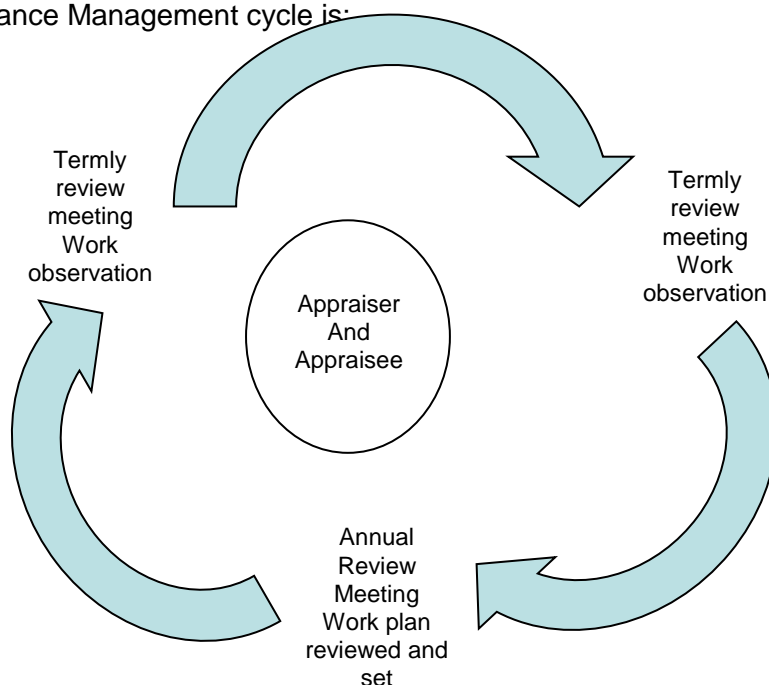 ance Management cycle is:
Termly
review
meeting
Work
observation
Termly
review
meeting
Work
observation
Appraiser
And
Appraisee
Annual
Review
Meeting
Work plan
reviewed and
set